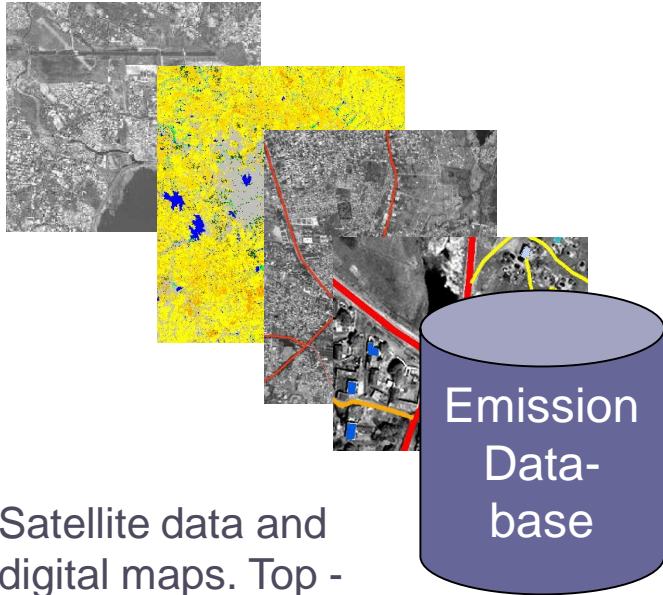 Emission
Data-
base
Satellite data and
digital maps. Top -